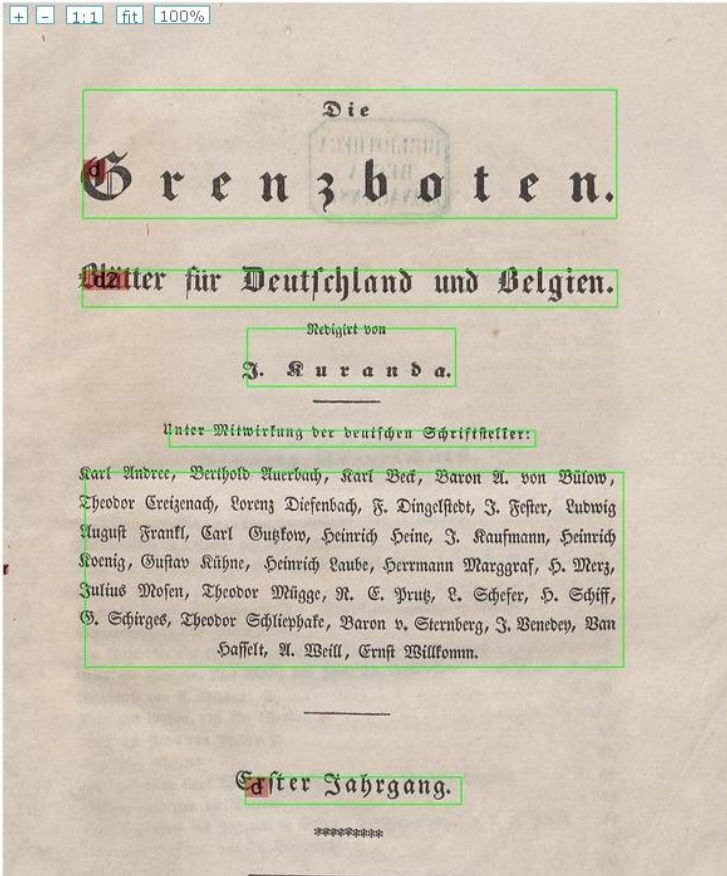 + - 1:1 fit 100%
Die
Grenzboten.
Blätter für Deutschland und Belgien.
Redigirt von
J. Kuranda.
Unter Mitwirkung der deutschen Schriftsteller:
Karl Andree, Berthold Auerbach, Karl Beck, Baron A. von Bülow,
Theodor Creizenach, Lorenz Diefenbach, F. Dingelstedt, J. Fester, Ludwig
August Frankl, Carl Gutzkow, Heinrich Heine, J. Kaufmann, Heinrich
Koenig, Gustav Kühne, Heinrich Laube, Herrmann Marggraf, H. Merz,
Julius Mosen, Theodor Mügge, R. E. Prutz, L. Schefer, H. Schiff,
G. Schirges, Theodor Schliephake, Baron v. Sternberg, J. Venedey, Van
Hasselt, A. Weill, Ernst Willkomm.
Erster Jahrgang.